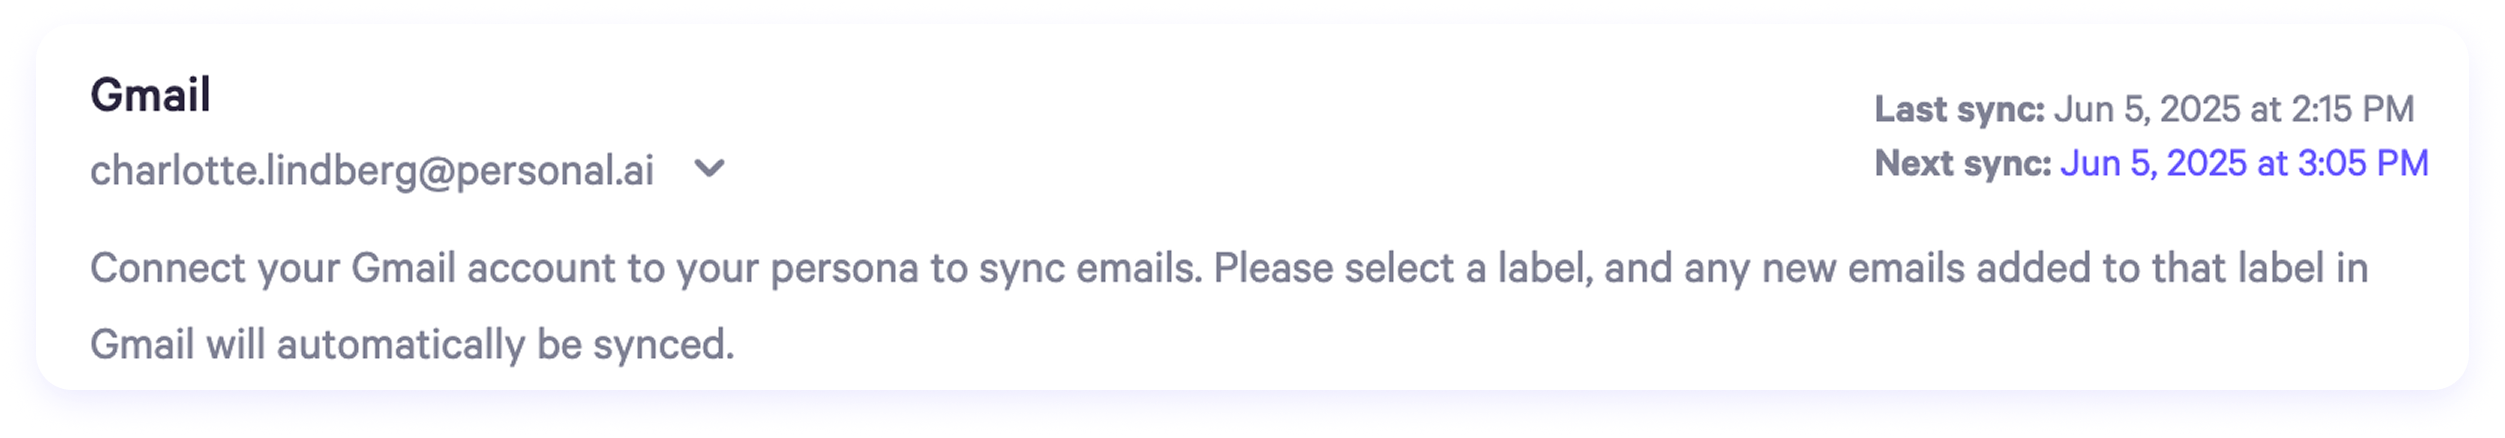 Gmail
charlotte.lindberg@personal.ai
Last sync: Jun 5, 2025 at 2:15 PM
Next sync: Jun 5, 2025 at 3:05 PM
Connect your Gmail account to your persona to sync emails. Please select a label, and any new emails added to that label in
Gmail will automatically be synced.